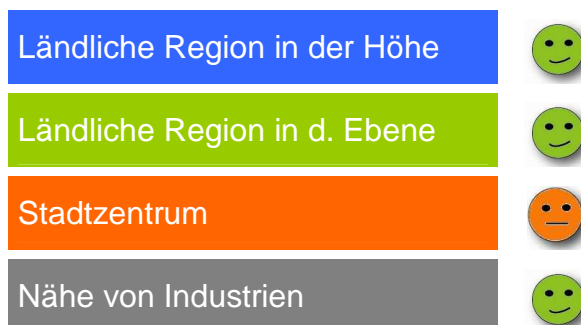 Ländliche Region in der Höhe
Ländliche Region in d. Ebene
Stadtzentrum
Nähe von Industrien